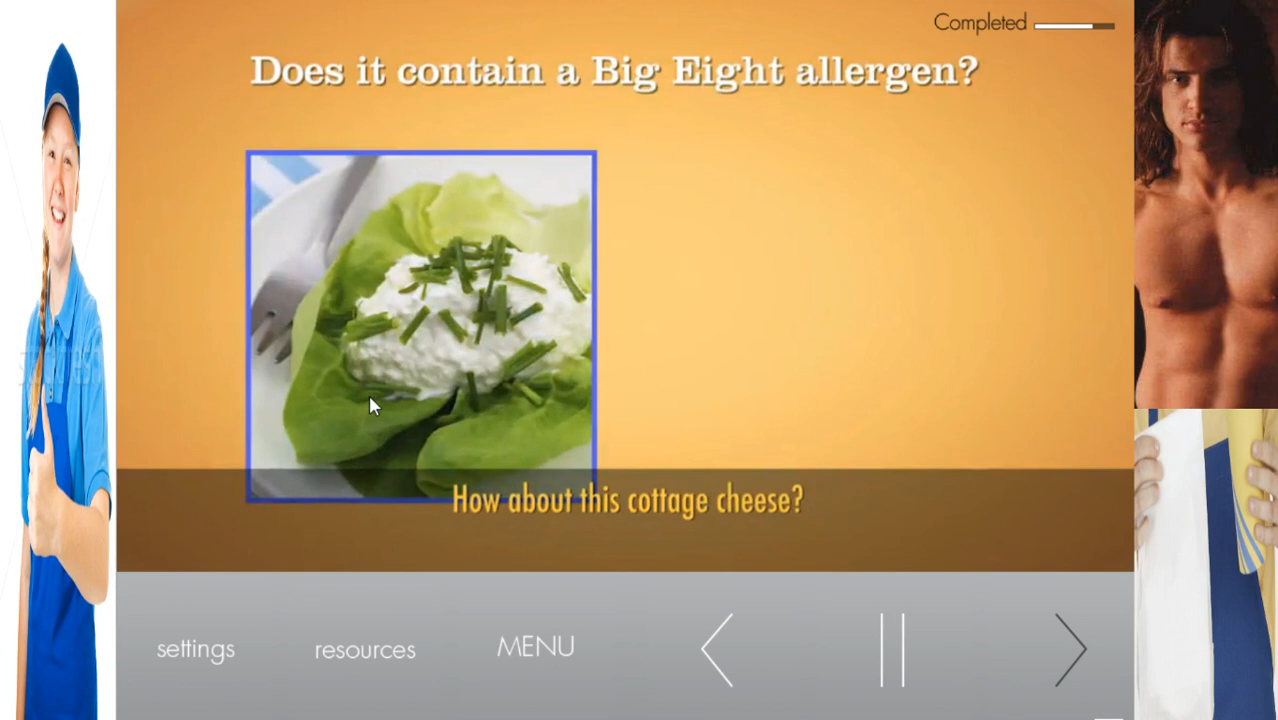 Completed
Does it contain a Big Eight allergen?
How about this cottage cheese?
settings resources MENU